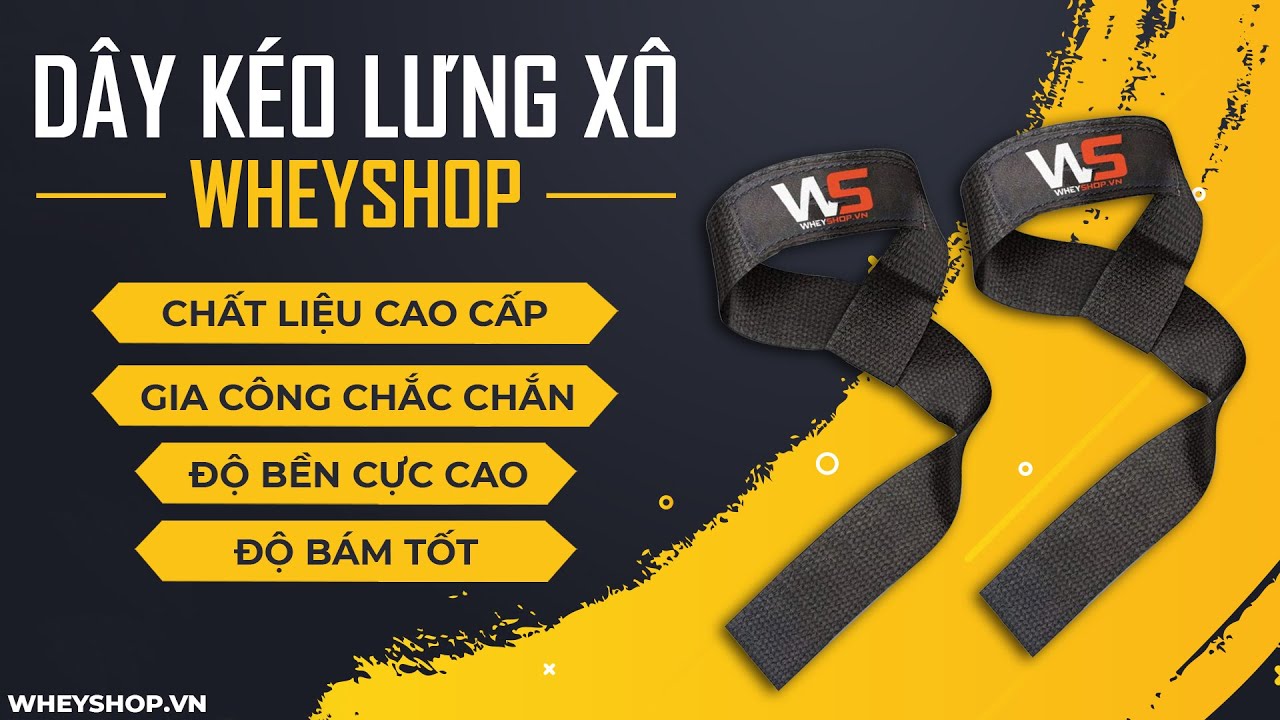 DÂY KÉO LƯNG XÔ
WHEYSHOP
CHẤT LIỆU CAO CẤP
GIA CÔNG CHẮC CHẮN
ĐỘ BỀN CỰC CAO
ĐỘ BÁM TỐT
WS
WHEYSHOP.VN
WS
WHEYSHOP.VN
WHEYSHOP.VN